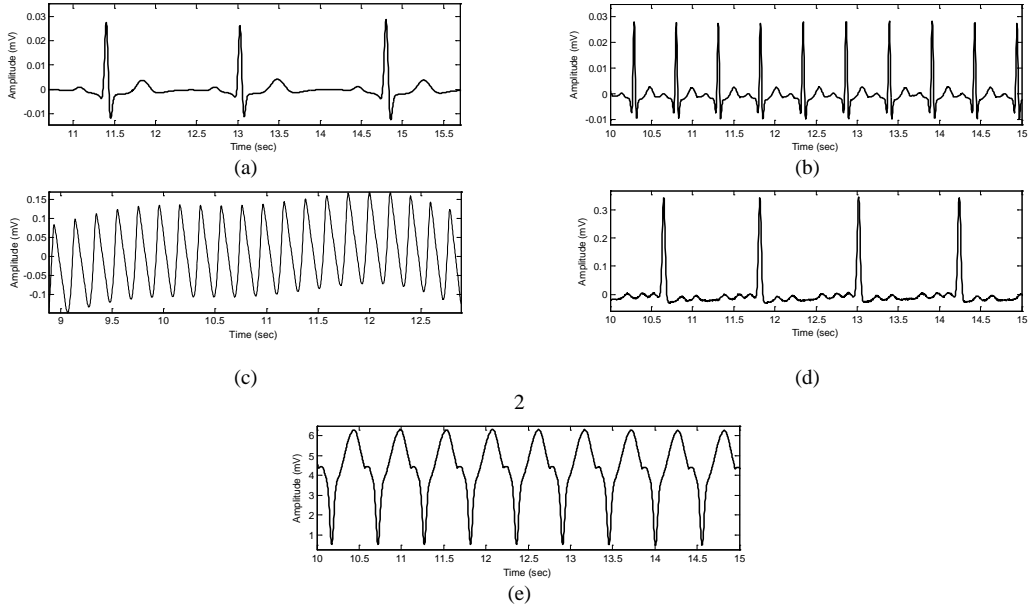 0.03
0.02
0.01
0
-0.01
Amplitude (mV)
11 11.5 12 12.5 13 13.5 14 14.5 15 15.5
Time (sec)
(a)
0.03
0.02
0.01
0
-0.01
Amplitude (mV)
10 10.5 11 11.5 12 12.5 13 13.5 14 14.5 15
Time (sec)
(b)
0.15
0.1
0.05
0
-0.05
-0.1
Amplitude (mV)
9 9.5 10 10.5 11 11.5 12 12.5
Time (sec)
(c)
0.3
0.2
0.1
0
Amplitude (mV)
10 10.5 11 11.5 12 12.5 13 13.5 14 14.5 15
Time (sec)
(d)
2
6
5
4
3
2
1
Amplitude (mV)
10 10.5 11 11.5 12 12.5 13 13.5 14 14.5 15
Time (sec)
(e)